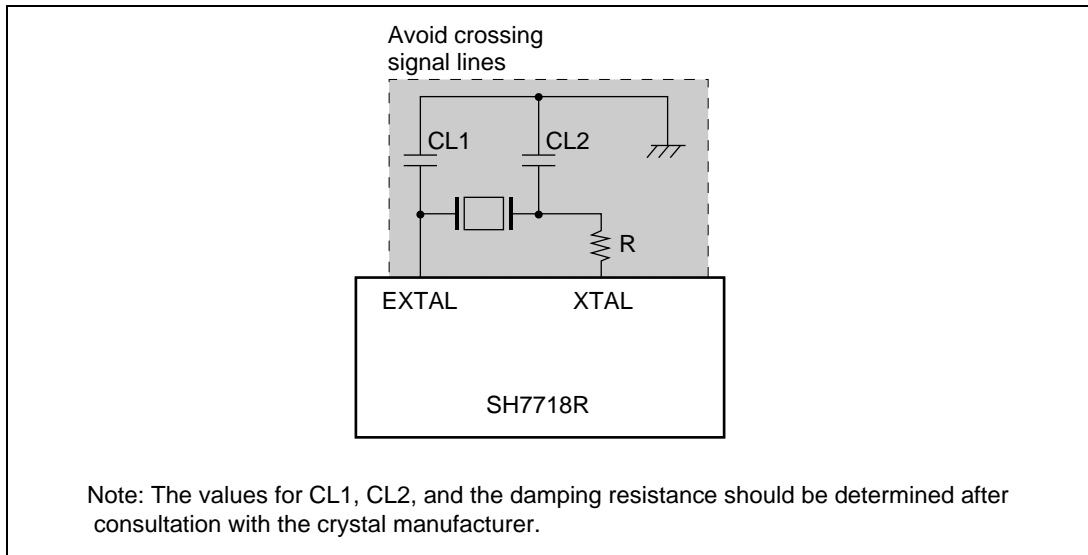 Avoid crossing
signal lines
CL1
CL2
R
EXTAL
XTAL
SH7718R
Note: The values for CL1, CL2, and the damping resistance should be determined after
consultation with the crystal manufacturer.